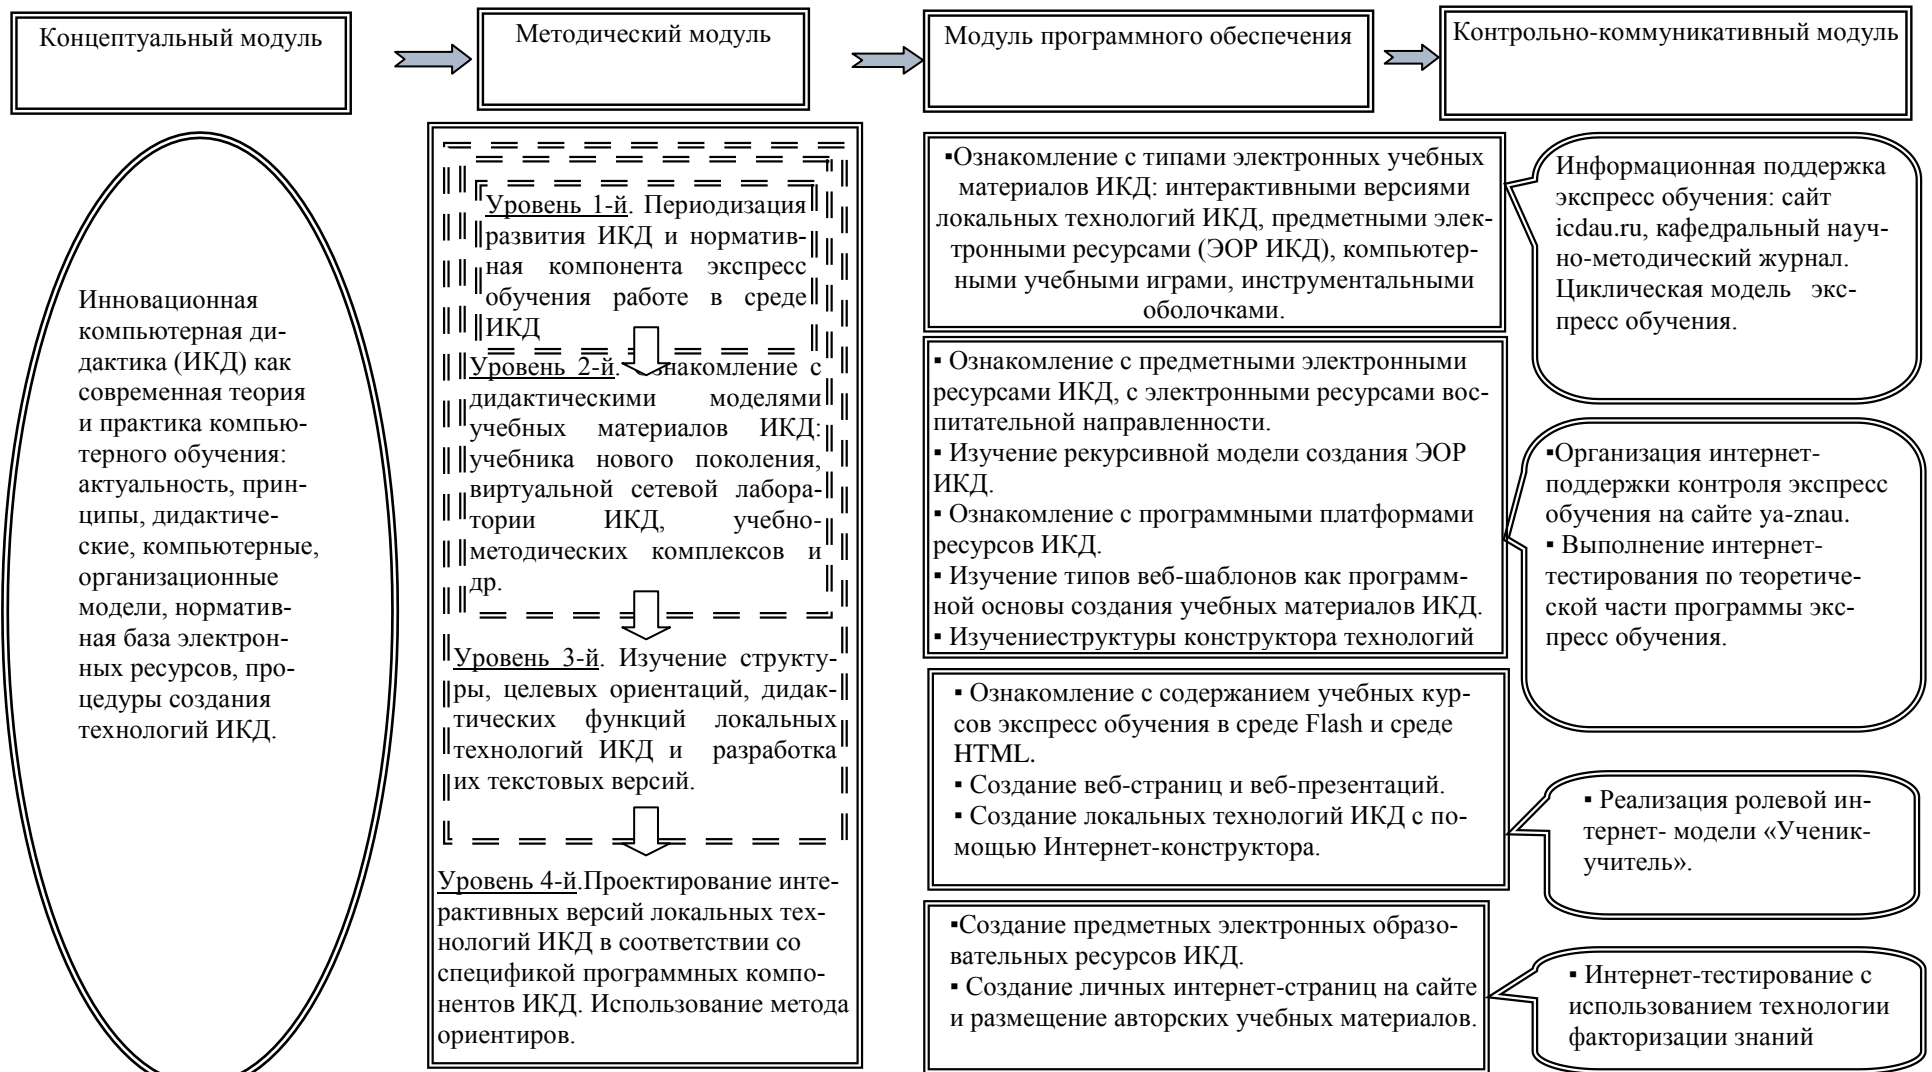 Концептуальный модуль
Методический модуль
Модуль программного обеспечения
Контрольно-коммуникативный модуль
Инновационная
компьютерная ди-
дактика (ИКД) как
современная теория
и практика компью-
терного обучения:
актуальность, прин-
ципы, дидактиче-
ские, компьютерные,
организационные
модели, норматив-
ная база электрон-
ных ресурсов, про-
цедуры создания
технологий ИКД.
Уровень 1-й. Периодизация
развития ИКД и норматив-
ная компонента экспресс
обучения работе в среде
ИКД
Уровень 2-й. знакомление с
дидактическими моделями
учебных материалов ИКД:
учебника нового поколения,
виртуальной сетевой лабора-
тории ИКД, учебно-
методических комплексов и
др.
Уровень 3-й. Изучение структу-
ры, целевых ориентаций, дидак-
тических функций локальных
технологий ИКД и разработка
их текстовых версий.
Уровень 4-й.Проектирование инте-
рактивных версий локальных тех-
нологий ИКД в соответствии со
спецификой программных компо-
нентов ИКД. Использование метода
ориентиров.
▪Ознакомление с типами электронных учебных
материалов ИКД: интерактивными версиями
локальных технологий ИКД, предметными элек-
тронными ресурсами (ЭОР ИКД), компьютер-
ными учебными играми, инструментальными
оболочками.
▪ Ознакомление с предметными электронными
ресурсами ИКД, с электронными ресурсами вос-
питательной направленности.
▪ Изучение рекурсивной модели создания ЭОР
ИКД.
▪ Ознакомление с программными платформами
ресурсов ИКД.
▪ Изучение типов веб-шаблонов как программ-
ной основы создания учебных материалов ИКД.
▪ Изучениеструктуры конструктора технологий
▪ Ознакомление с содержанием учебных кур-
сов экспресс обучения в среде Flash и среде
HTML.
▪ Создание веб-страниц и веб-презентаций.
▪ Создание локальных технологий ИКД с по-
мощью Интернет-конструктора.
▪Создание предметных электронных образо-
вательных ресурсов ИКД.
▪ Создание личных интернет-страниц на сайте
и размещение авторских учебных материалов.
Информационная поддержка
экспресс обучения: сайт
icdau.ru, кафедральный науч-
но-методический журнал.
Циклическая модель экс-
пресс обучения.
▪Организация интернет-
поддержки контроля экспресс
обучения на сайте ya-znau.
▪ Выполнение интернет-
тестирования по теоретиче-
ской части программы экс-
пресс обучения.
▪ Реализация ролевой ин-
тернет- модели «Ученик-
учитель».
▪ Интернет-тестирование с
использованием технологии
факторизации знаний